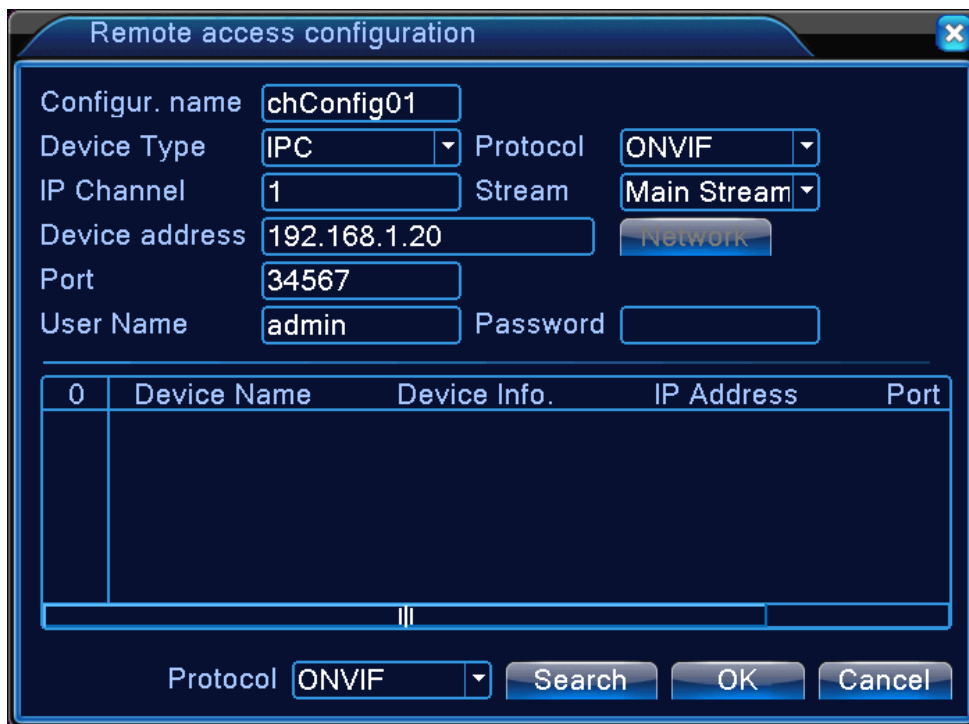 Remote access configuration
Configur. name chConfig01
Device Type IPC Protocol ONVIF
IP Channel 1 Stream Main Stream
Device address 192.168.1.20 Network
Port 34567
User Name admin Password
0 Device Name Device Info. IP Address Port
Protocol ONVIF Search OK Cancel